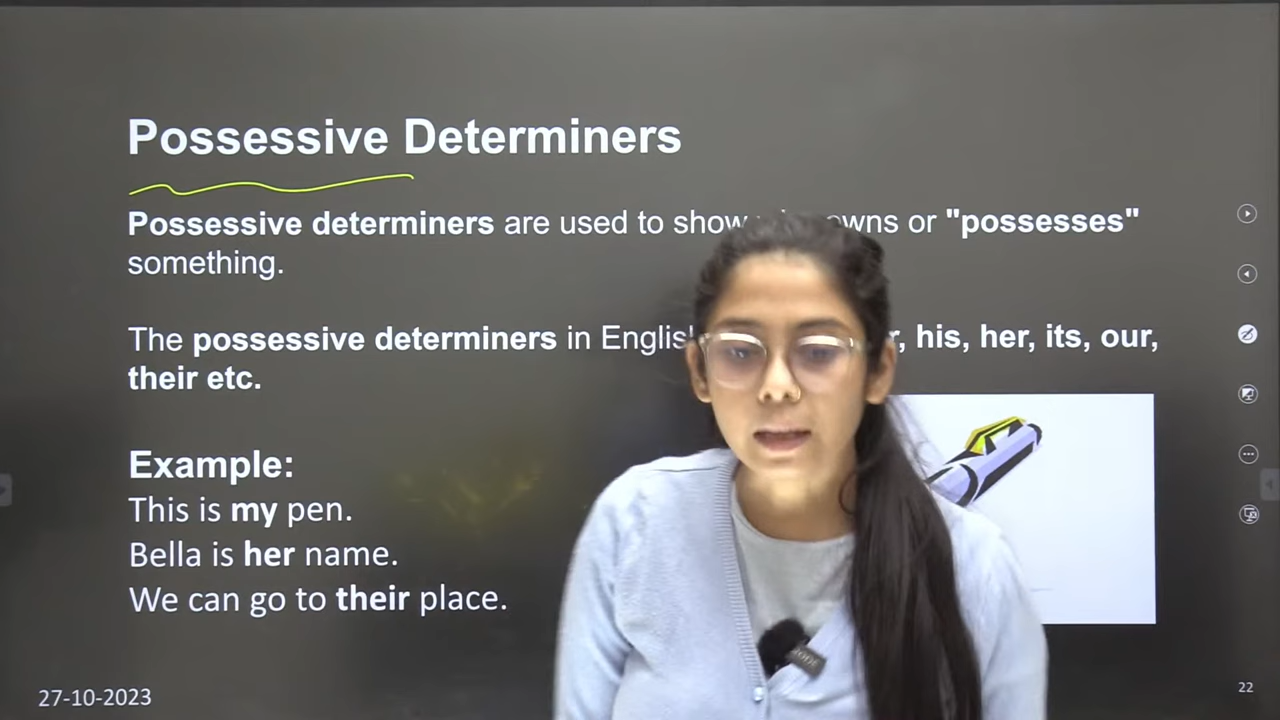 Possessive Determiners
Possessive determiners are used to show owns or "possesses"
something.
The possessive determiners in English his, her, its, our,
their etc.
Example:
This is my pen.
Bella is her name.
We can go to their place.
27-10-2023
22